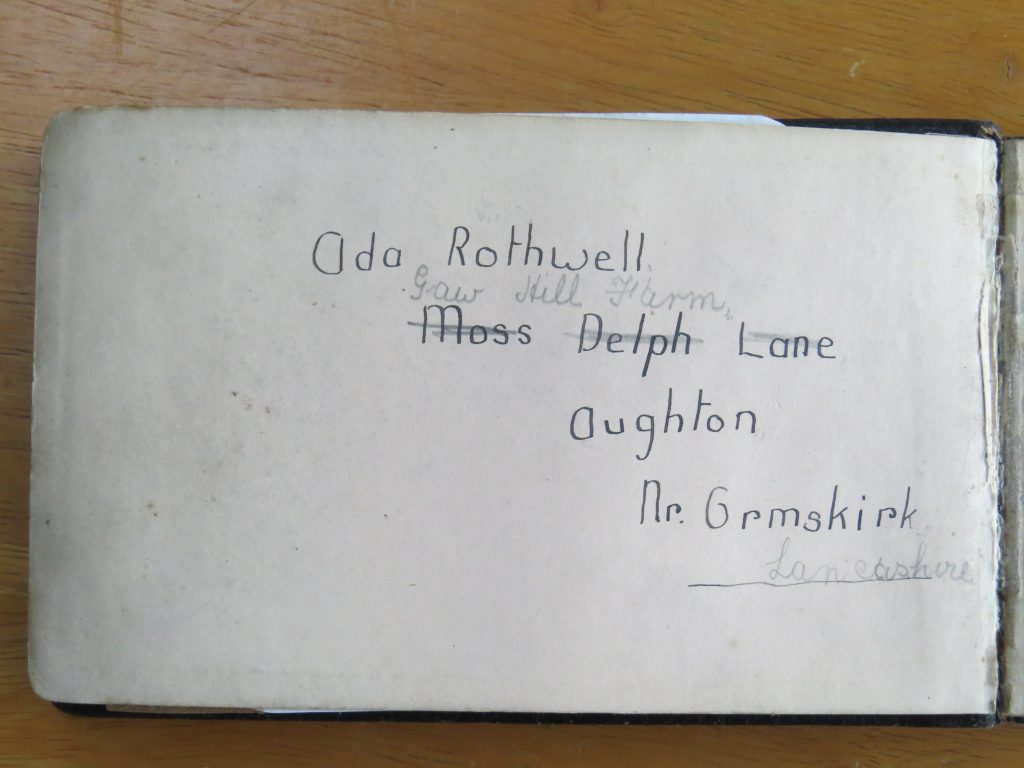 Ada Rothwell.
Gaw Hill Farm,
Moss Delph Lane
Aughton
Nr. Ormskirk
Lancashire